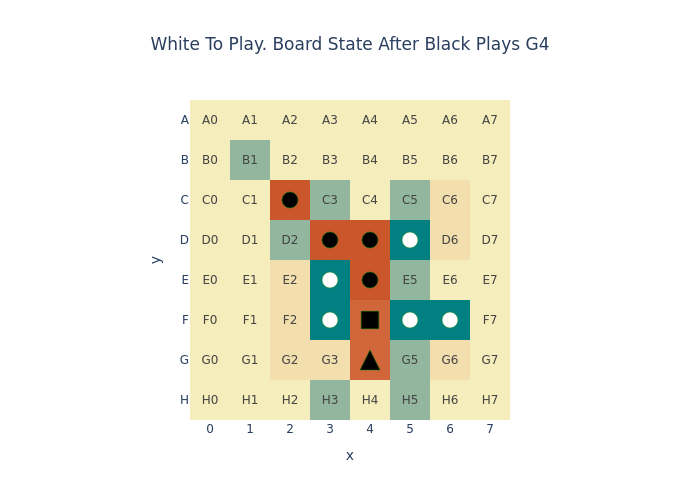 White To Play. Board State After Black Plays G4
A A0 A1 A2 A3 A4 A5 A6 A7
B B0 B1 B2 B3 B4 B5 B6 B7
C C0 C1 C3 C4 C5 C6 C7
D D0 D1 D2 D6 D7
y
E E0 E1 E2 E5 E6 E7
F F0 F1 F2 F7
G G0 G1 G2 G3 G5 G6 G7
H H0 H1 H2 H3 H4 H5 H6 H7
0 1 2 3 4 5 6 7
x